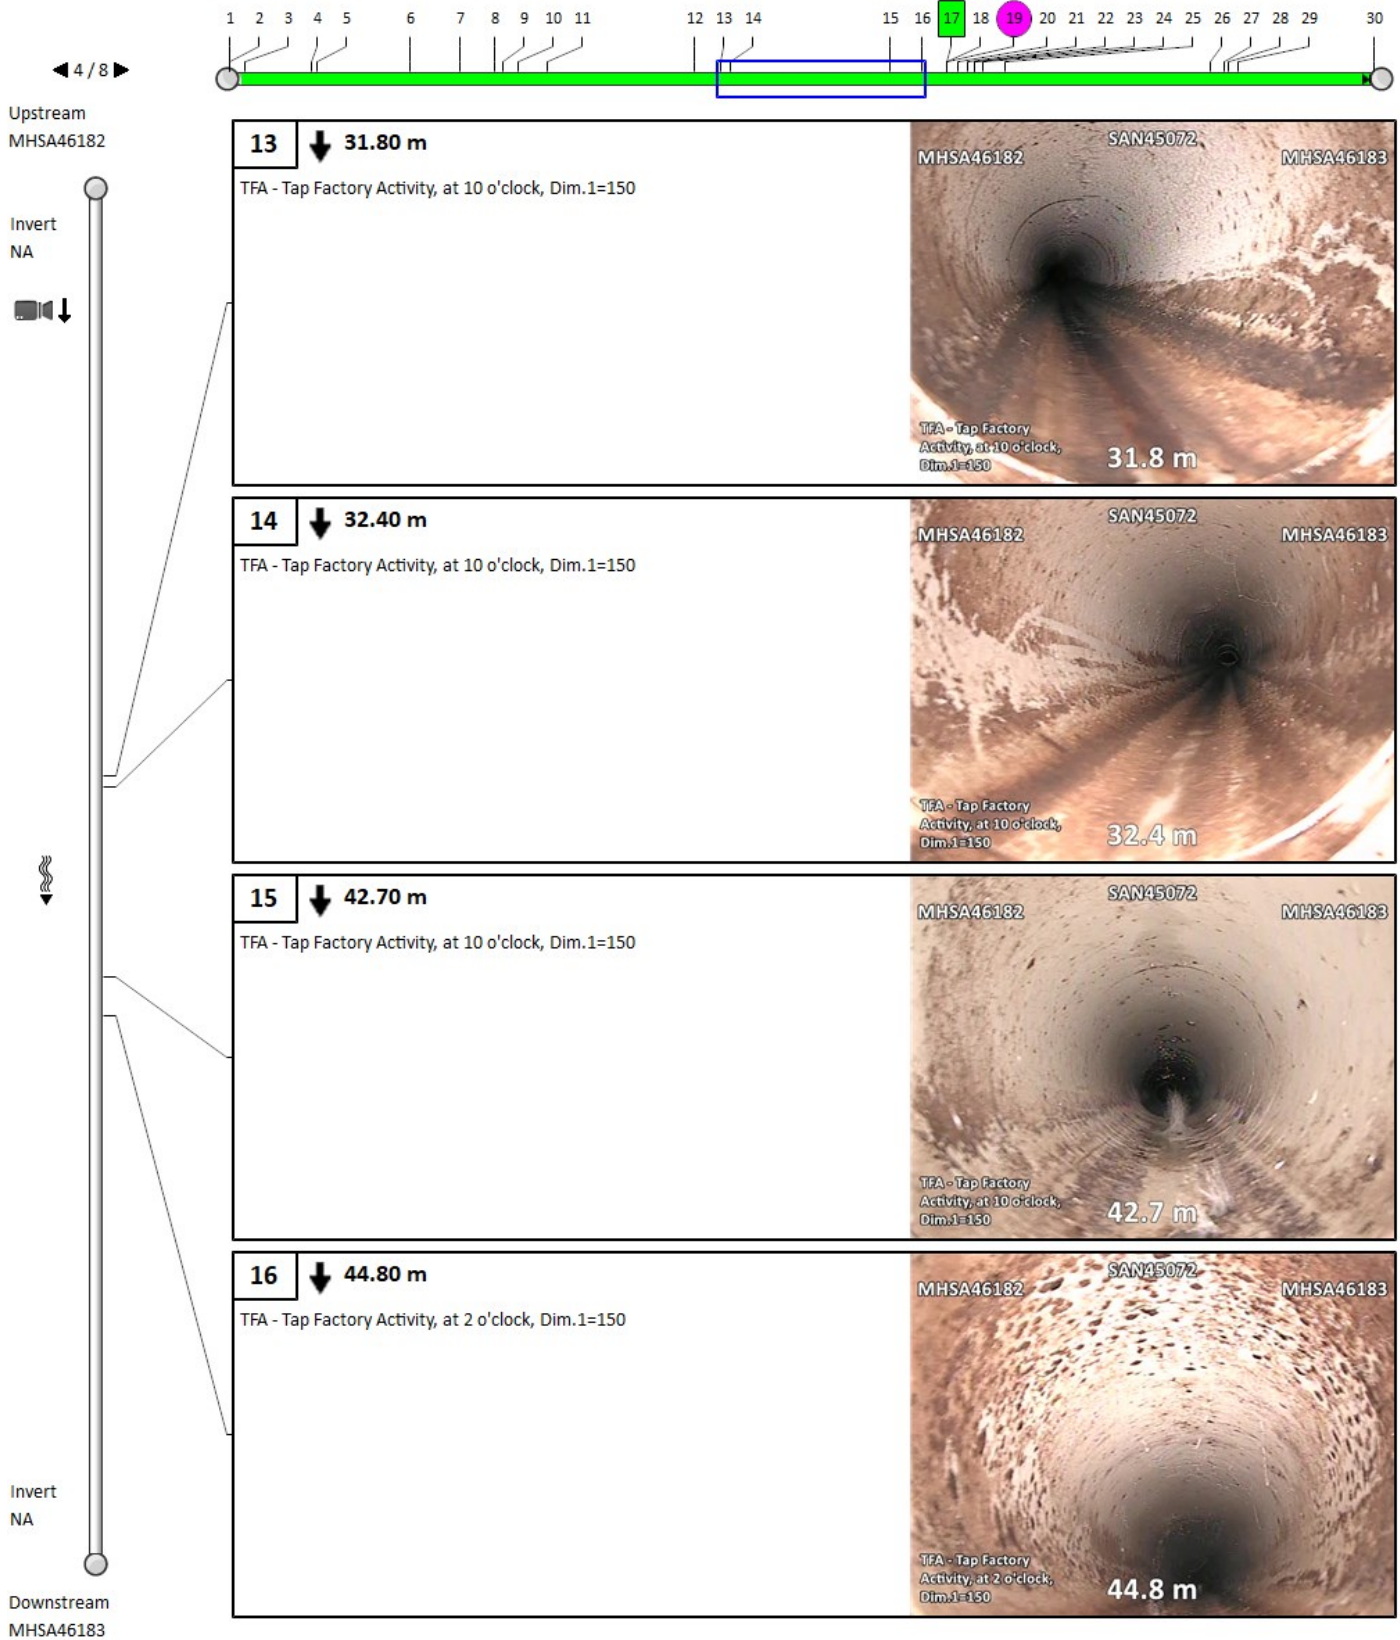 1 2 3 4 5 6 7 8 9 10 11 12 13 14 15 16 17 18 19 20 21 22 23 24 25 26 27 28 29 30
4 / 8
Upstream
MHSA46182
Invert
NA
13 31.80 m
TFA - Tap Factory Activity, at 10 o'clock, Dim.1=150
SAN45072
MHSA46182 MHSA46183
TFA - Tap Factory
Activity, at 10 o'clock,
Dim.1=150
31.8 m
14 32.40 m
TFA - Tap Factory Activity, at 10 o'clock, Dim.1=150
SAN45072
MHSA46182 MHSA46183
TFA - Tap Factory
Activity, at 10 o'clock,
Dim.1=150
32.4 m
15 42.70 m
TFA - Tap Factory Activity, at 10 o'clock, Dim.1=150
SAN45072
MHSA46182 MHSA46183
TFA - Tap Factory
Activity, at 10 o'clock,
Dim.1=150
42.7 m
16 44.80 m
TFA - Tap Factory Activity, at 2 o'clock, Dim.1=150
SAN45072
MHSA46182 MHSA46183
TFA - Tap Factory
Activity, at 2 o'clock,
Dim.1=150
44.8 m
Invert
NA
Downstream
MHSA46183